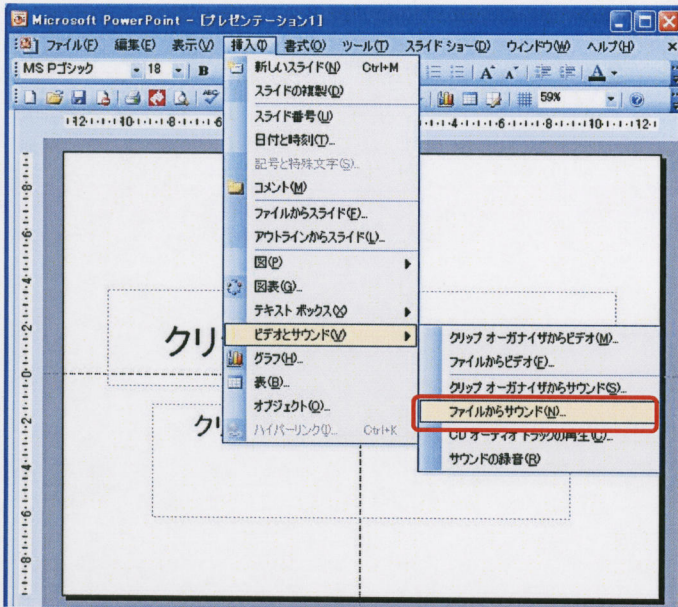 Microsoft PowerPoint - [プレゼンテーション1]
ファイル(F) 編集(E) 表示(V) 挿入(I) 書式(O) ツール(T) スライド ショー(D) ウィンドウ(W) ヘルプ(H)
MS Pゴシック 18 B
59%
新しいスライド(N) Ctrl+M
スライドの複製(D)
スライド番号(U)
日付と時刻(T)...
記号と特殊文字(S)...
コメント(M)
ファイルからスライド(F)...
アウトラインからスライド(L)...
図(P)
図表(G)...
テキスト ボックス(X)
ビデオとサウンド(V)
グラフ(H)...
表(B)...
オブジェクト(O)...
ハイパーリンク(I)... Ctrl+K
クリップ オーガナイザからビデオ(M)...
ファイルからビデオ(F)...
クリップ オーガナイザからサウンド(S)...
ファイルからサウンド(N)...
CD オーディオ トラックの再生(C)...
サウンドの録音(R)
クリ
ク